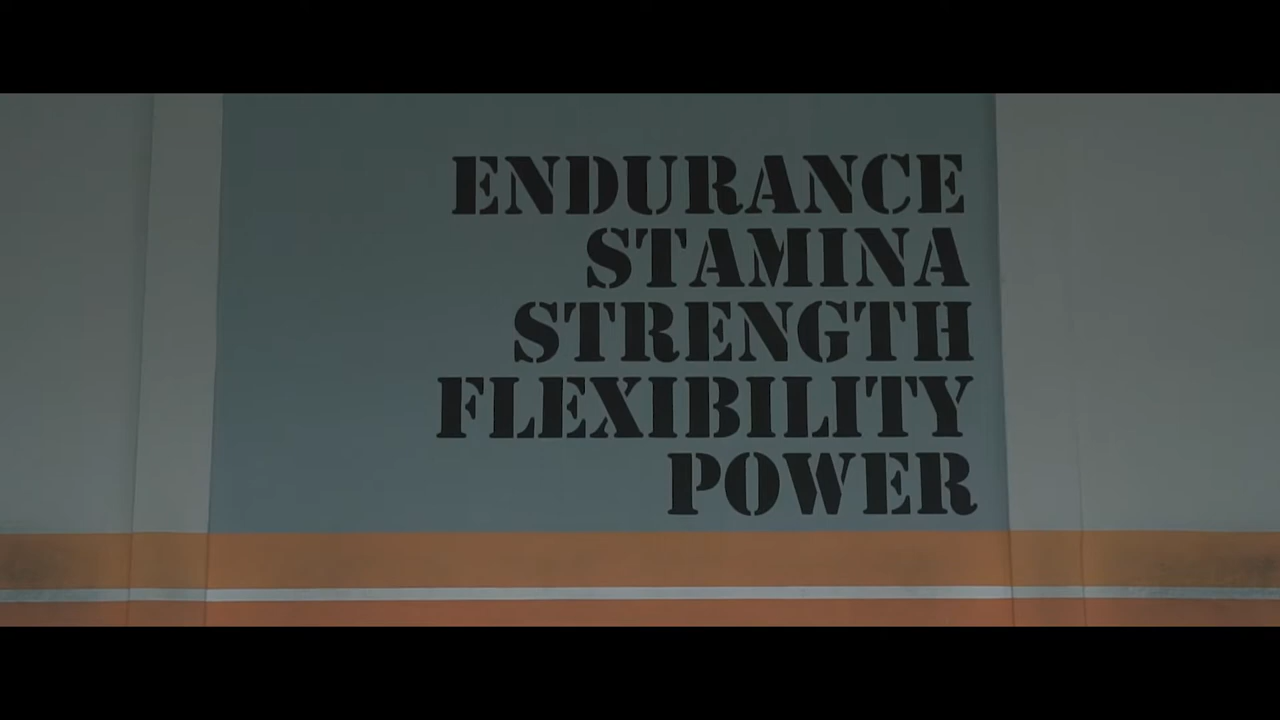 ENDURANCE
STAMINA
STRENGTH
FLEXIBILITY
POWER